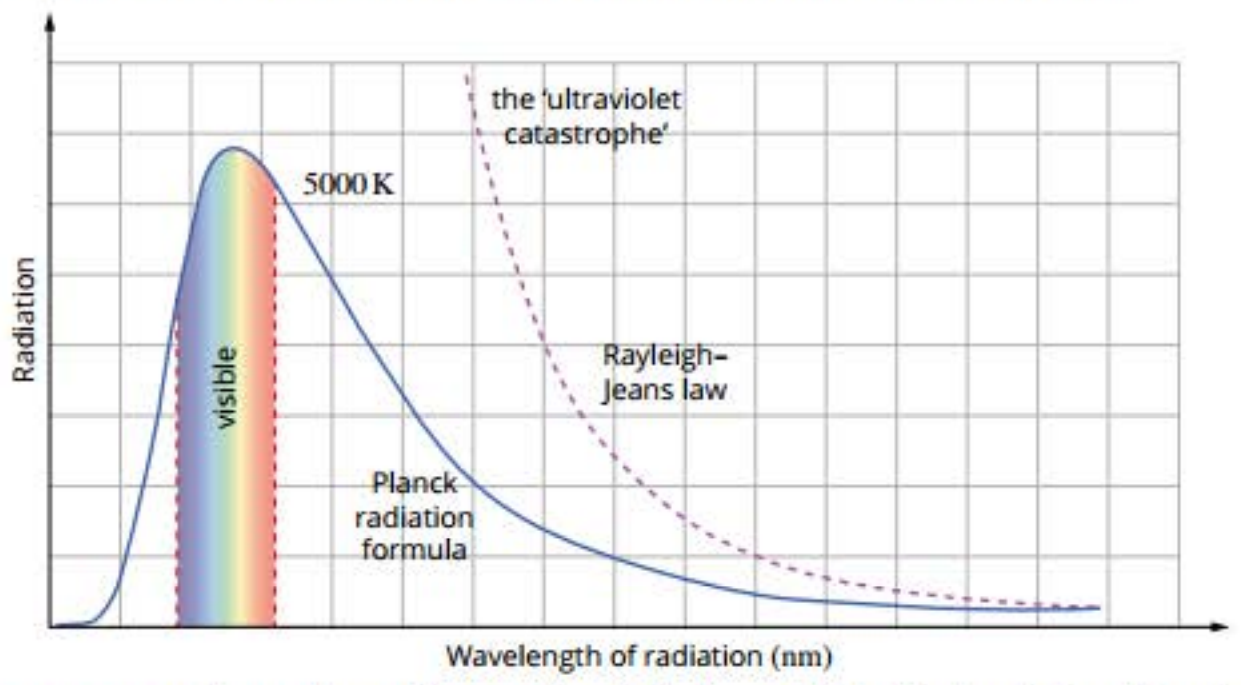 the 'ultraviolet
catastrophe'
5000 K
Radiation
visible
Rayleigh–
Jeans law
Planck
radiation
formula
Wavelength of radiation (nm)